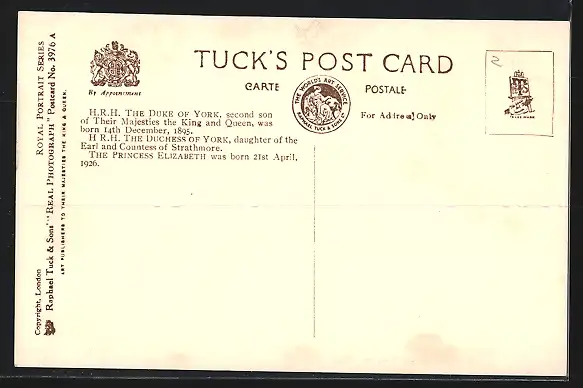 TUCK'S POST CARD
CARTE POSTALE
By Appointment
THE WORLD'S ART SERVICE
RAPHAEL TUCK & SONS LD
For Address Only
TRADE MARK
H.R.H. THE DUKE OF YORK, second son
of Their Majesties the King and Queen, was
born 14th December, 1895.
H R.H. THE DUCHESS OF YORK, daughter of the
Earl and Countess of Strathmore.
THE PRINCESS ELIZABETH was born 21st April,
1926.
ROYAL PORTRAIT SERIES
Raphael Tuck & Sons' "REAL PHOTOGRAPH" Postcard No. 3976 A
ART PUBLISHERS TO THEIR MAJESTIES THE KING & QUEEN.
Copyright, London
2